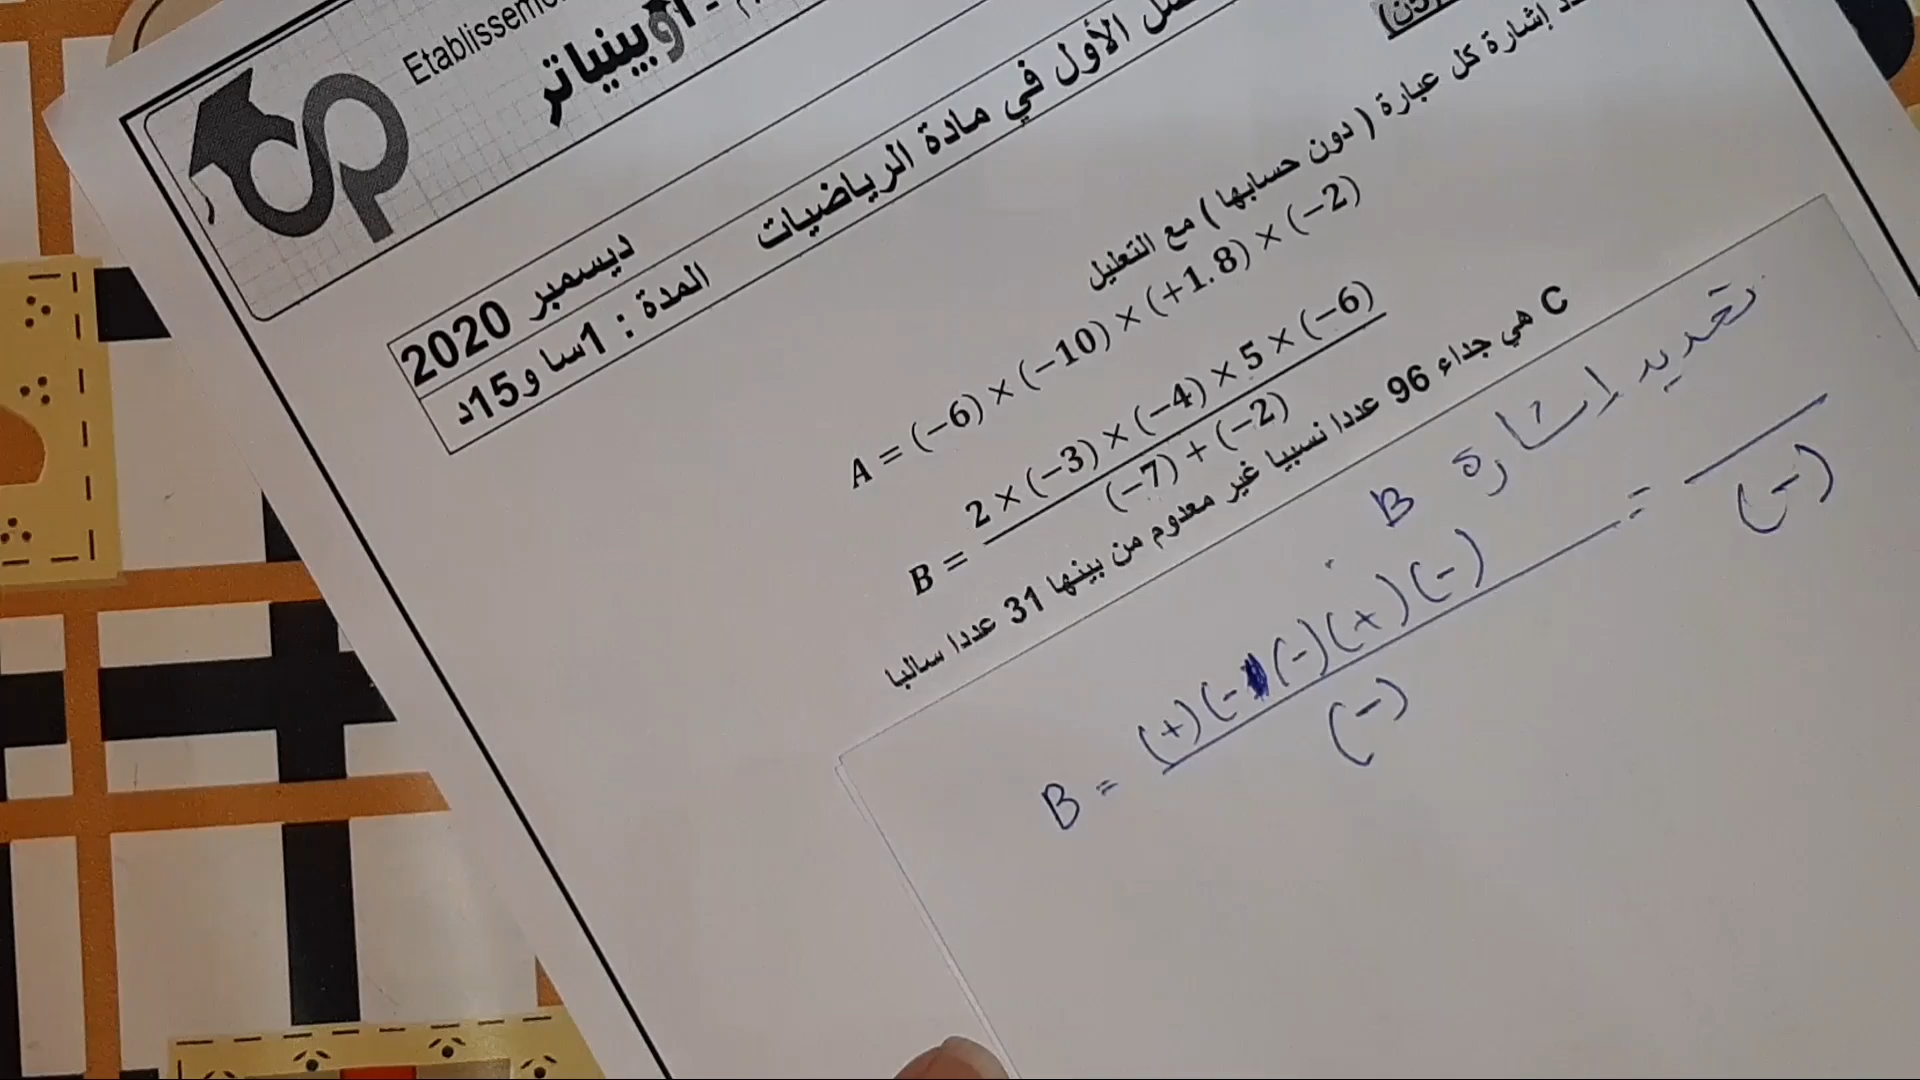 أوبينياتر
الأول في مادة الرياضيات
ديسمبر 2020
المدة : 1سا و15د
إشارة كل عبارة ( دون حسابها ) مع التعليل
A = (−6) × (−10) × (+1.8) × (−2)
B = 2 × (−3) × (−4) × 5 × (−6) / (−7) + (−2)
C هي جداء 96 عددا نسبيا غير معدوم من بينها 31 عددا سالبا
تحديد إشارة B
B = (+)(-)(-)(+)(-) / (-) = / (-)